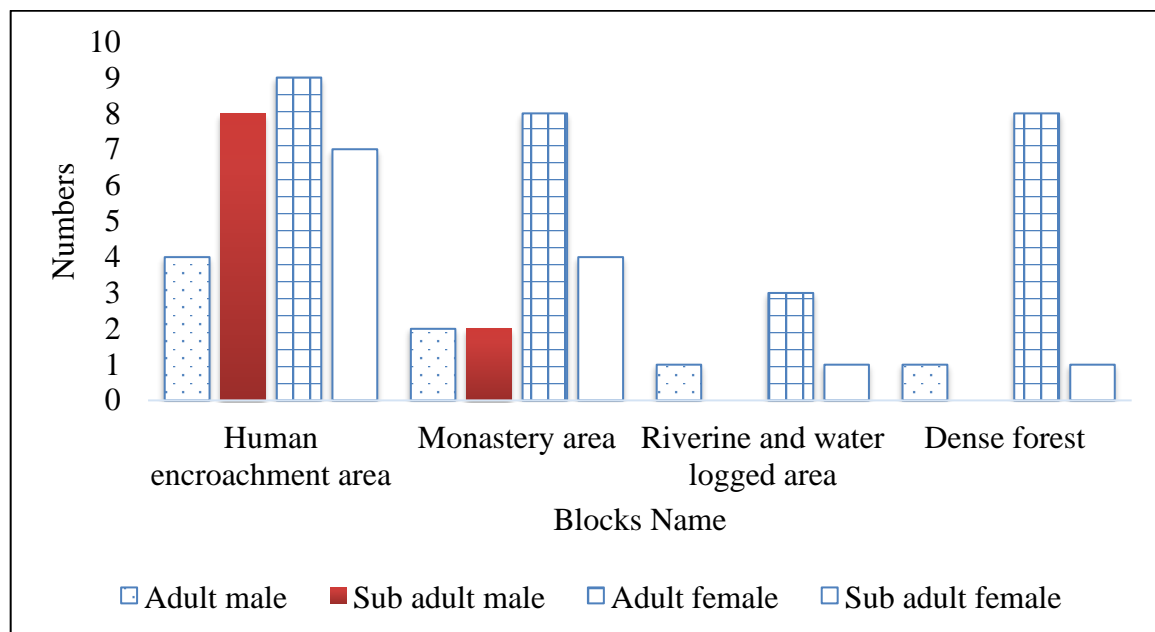 10
9
8
7
6
5
4
3
2
1
0
Numbers
Human
encroachment area
Monastery area
Riverine and water
logged area
Dense forest
Blocks Name
Adult male
Sub adult male
Adult female
Sub adult female